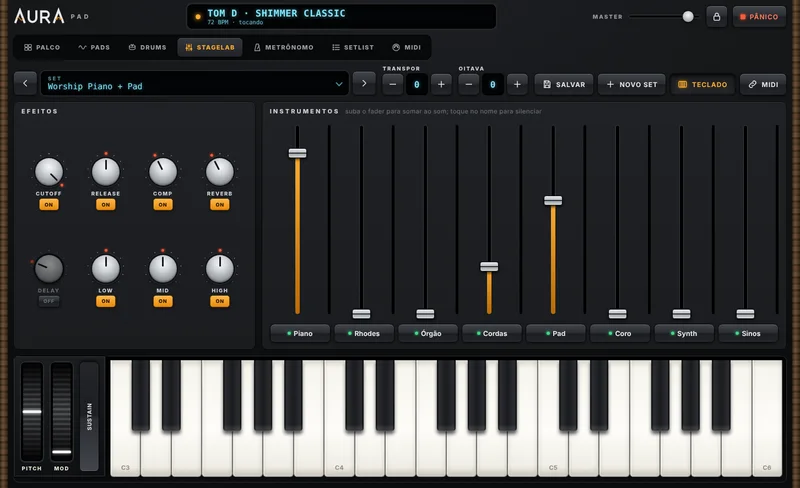 AURA PAD
TOM D · SHIMMER CLASSIC
72 BPM · tocando
MASTER
PÂNICO
PALCO
PADS
DRUMS
STAGELAB
METRÔNOMO
SETLIST
MIDI
SET
Worship Piano + Pad
TRANSPOR
0
OITAVA
0
SALVAR
NOVO SET
TECLADO
MIDI
EFEITOS
CUTOFF
ON
RELEASE
ON
COMP
ON
REVERB
ON
DELAY
OFF
LOW
ON
MID
ON
HIGH
ON
INSTRUMENTOS suba o fader para somar ao som; toque no nome para silenciar
Piano
Rhodes
Órgão
Cordas
Pad
Coro
Synth
Sinos
PITCH
MOD
SUSTAIN
C3
C4
C5
C6